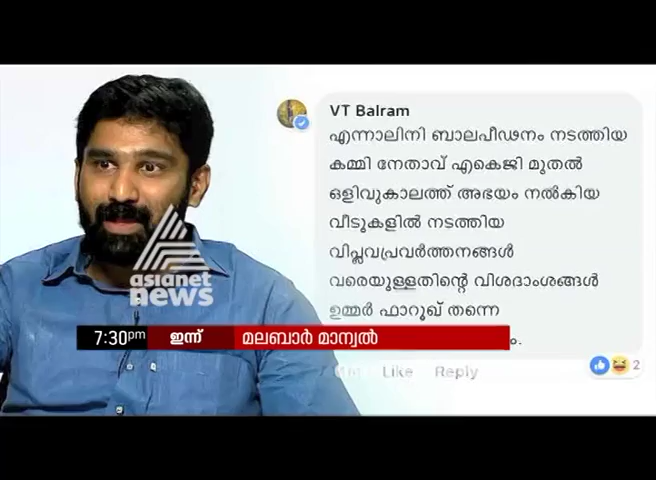 VT Balram
എന്നാലിനി ബാലപീഢനം നടത്തിയ
കമ്മി നേതാവ് എകെജി മുതൽ
ഒളിവുകാലത്ത് അഭയം നൽകിയ
വീടുകളിൽ നടത്തിയ
വിപ്ലവപ്രവർത്തനങ്ങൾ
വരെയുള്ളതിന്റെ വിശദാംശങ്ങൾ
ഉമ്മർ ഫാറൂഖ് തന്നെ
Like Reply
2
asianet
news
7:30pm ഇന്ന് മലബാർ മാന്വൽ